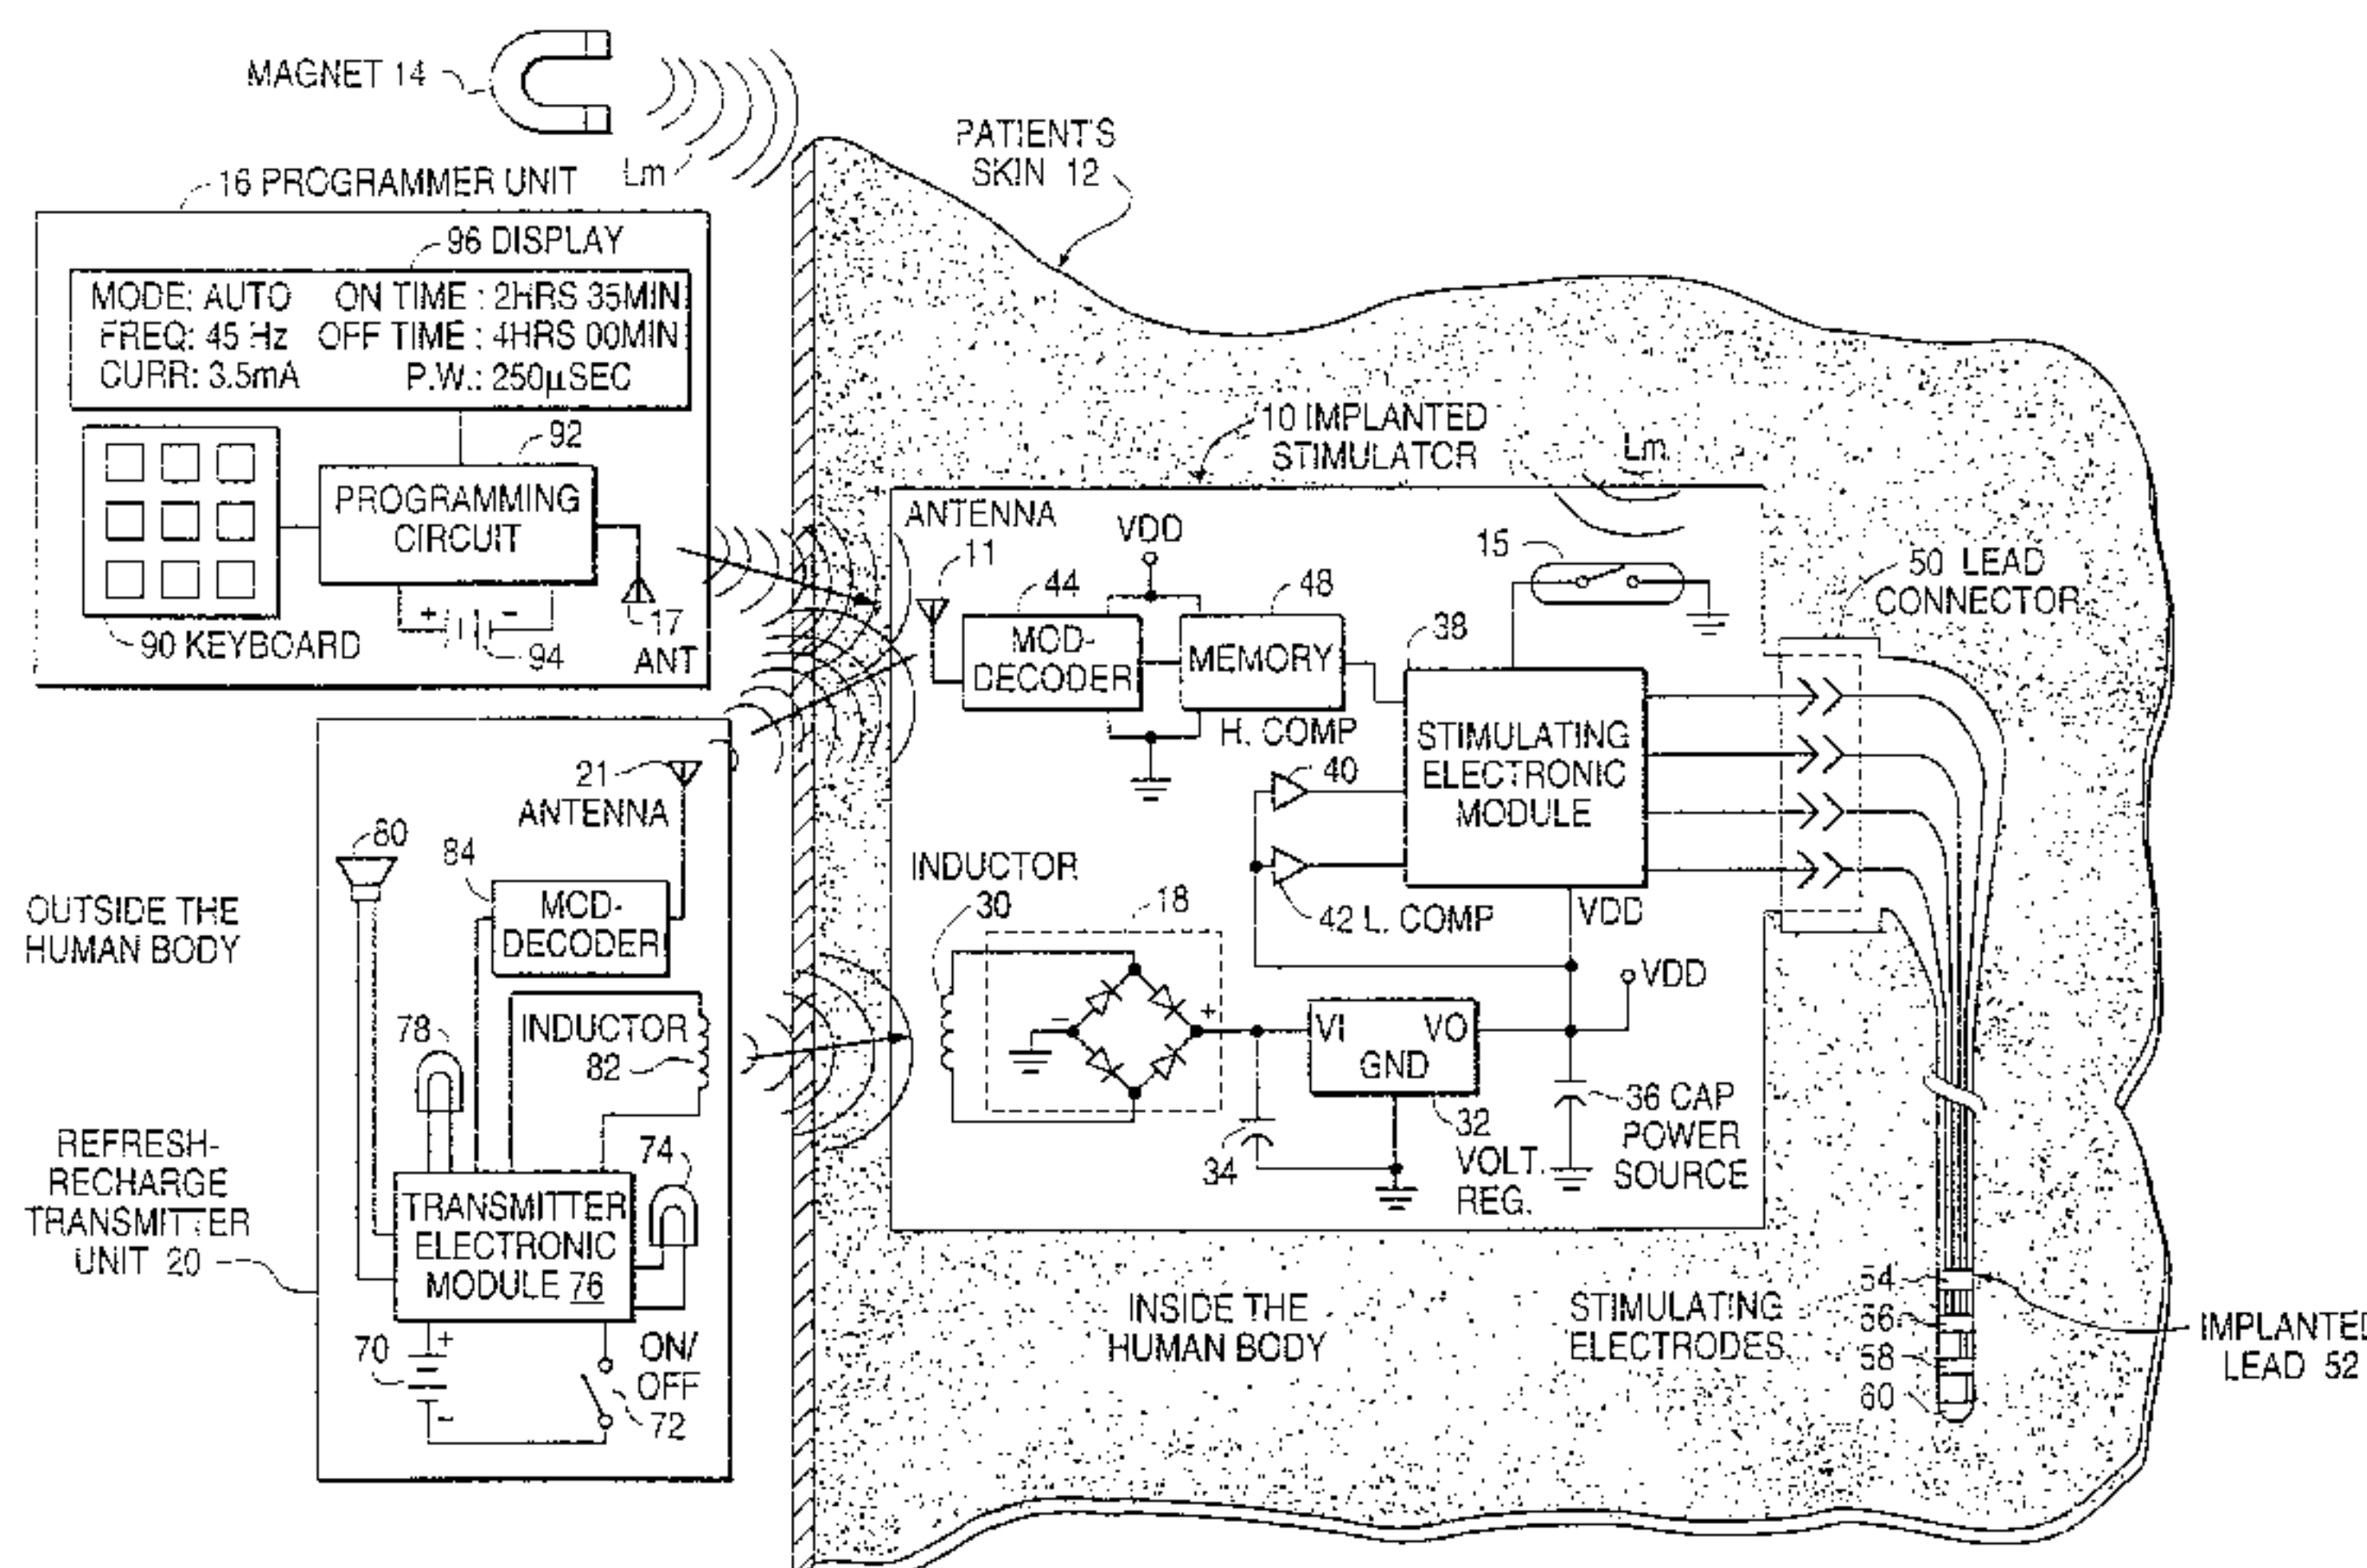 MAGNET 14
Lm
16 PROGRAMMER UNIT
96 DISPLAY
MODE: AUTO ON TIME : 2HRS 35MIN
FREQ: 45 Hz OFF TIME : 4HRS 00MIN
CURR: 3.5mA P.W.: 250µSEC
92
PROGRAMMING
CIRCUIT
+
-
94
17
ANT
90 KEYBOARD
PATIENT'S
SKIN 12
10 IMPLANTED
STIMULATOR
Lm
ANTENNA
11
VDD
44
MOD-
DECODER
48
MEMORY
15
38
STIMULATING
ELECTRONIC
MODULE
50 LEAD
CONNECTOR
H. COMP
40
42 L. COMP
VDD
VDD
INDUCTOR
30
18
-
+
VI VO
GND
32
VOLT.
REG.
34
36 CAP
POWER
SOURCE
OUTSIDE THE
HUMAN BODY
21
ANTENNA
80
84
MOD-
DECODER
78
INDUCTOR
82
74
TRANSMITTER
ELECTRONIC
MODULE 76
REFRESH-
RECHARGE
TRANSMITTER
UNIT 20
70
+
-
ON/
OFF
72
INSIDE THE
HUMAN BODY
STIMULATING
ELECTRODES
54
56
58
60
IMPLANTED
LEAD 52